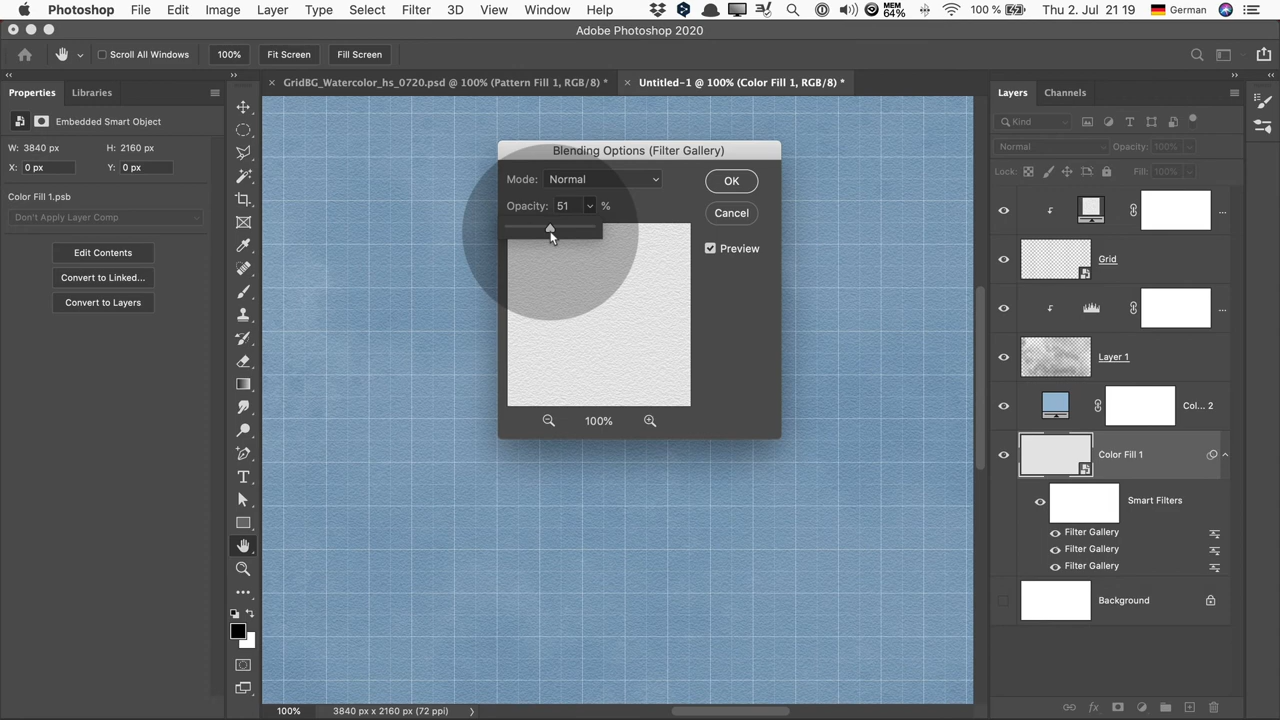 Photoshop File Edit Image Layer Type Select Filter 3D View Window Help MEM 64% 100 % Thu 2. Jul 21 19 German
Adobe Photoshop 2020
Scroll All Windows 100% Fit Screen Fill Screen
Properties Libraries
GridBG_Watercolor_hs_0720.psd @ 100% (Pattern Fill 1, RGB/8) *
Untitled-1 @ 100% (Color Fill 1, RGB/8) *
Layers Channels
Embedded Smart Object
W: 3840 px H: 2160 px
X: 0 px Y: 0 px
Color Fill 1.psb
Don't Apply Layer Comp
Edit Contents
Convert to Linked...
Convert to Layers
Blending Options (Filter Gallery)
Mode: Normal
Opacity: 51 %
OK
Cancel
Preview
100%
Kind
Normal Opacity: 100%
Lock: Fill: 100%
...
Grid
...
Layer 1
Col... 2
Color Fill 1
Smart Filters
Filter Gallery
Filter Gallery
Filter Gallery
Background
100% 3840 px x 2160 px (72 ppi)